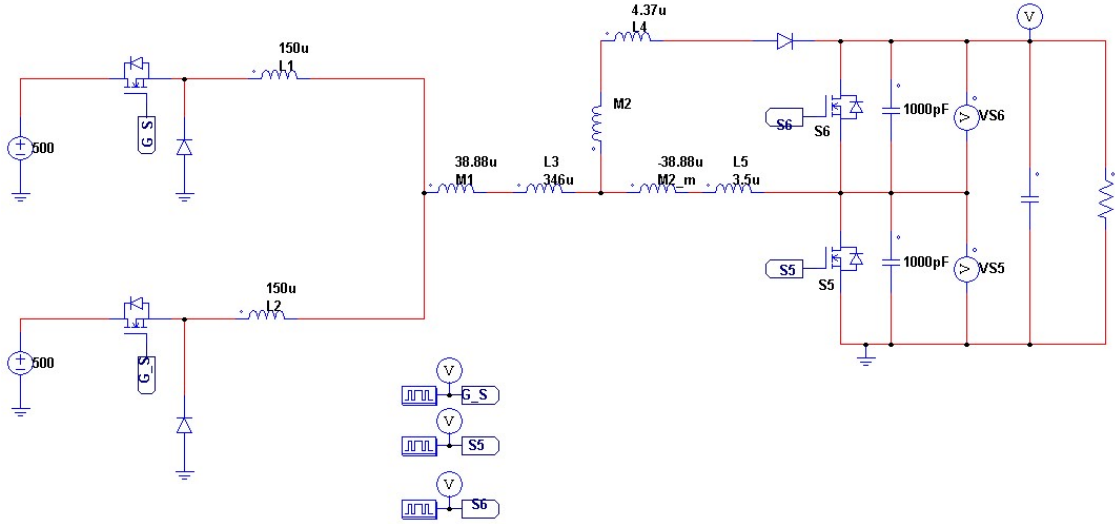 4.37u
L4
V
150u
L1
M2
G_S
500
1000pF
V
VS6
S6
S6
38.88u
M1
L3
346u
-38.88u
M2_m
L5
3.5u
1000pF
V
VS5
S5
S5
150u
L2
500
G_S
V
G_S
V
S5
V
S6